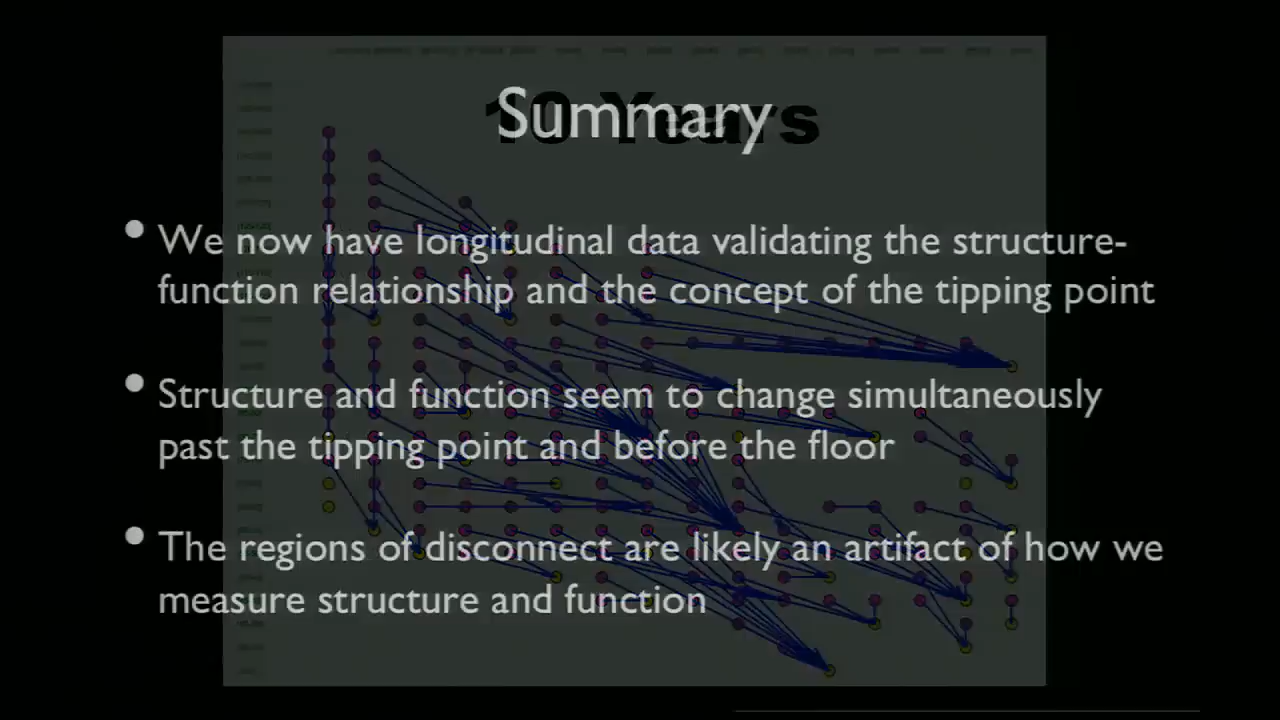 Summary
10 Years
• We now have longitudinal data validating the structure-
function relationship and the concept of the tipping point
• Structure and function seem to change simultaneously
past the tipping point and before the floor
• The regions of disconnect are likely an artifact of how we
measure structure and function